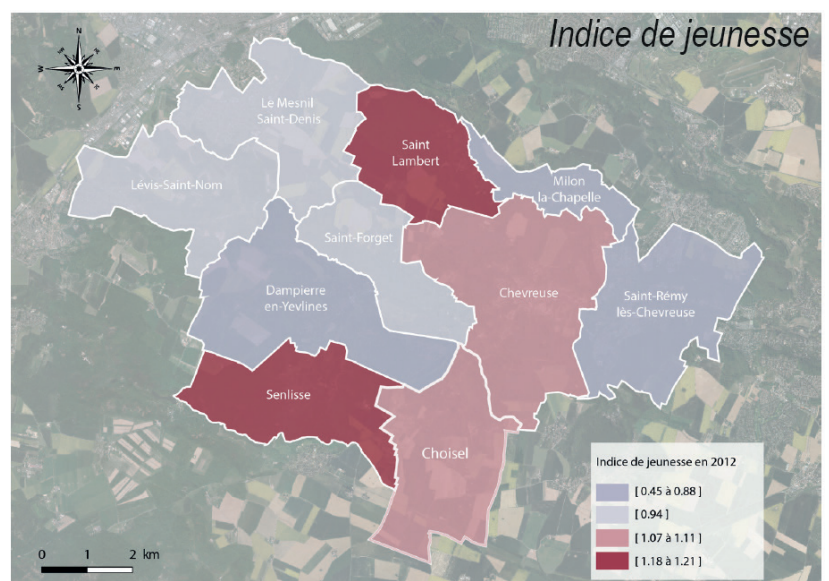 Indice de jeunesse
N
W
E
S
Le Mesnil
Saint-Denis
Saint
Lambert
Lévis-Saint-Nom
Milon
la-Chapelle
Saint-Forget
Chevreuse
Dampierre
en-Yevlines
Saint-Rémy
lès-Chevreuse
Senlisse
Choisel
Indice de jeunesse en 2012
[ 0.45 à 0.88 ]
[ 0.94 ]
[ 1.07 à 1.11 ]
[ 1.18 à 1.21 ]
0 1 2 km